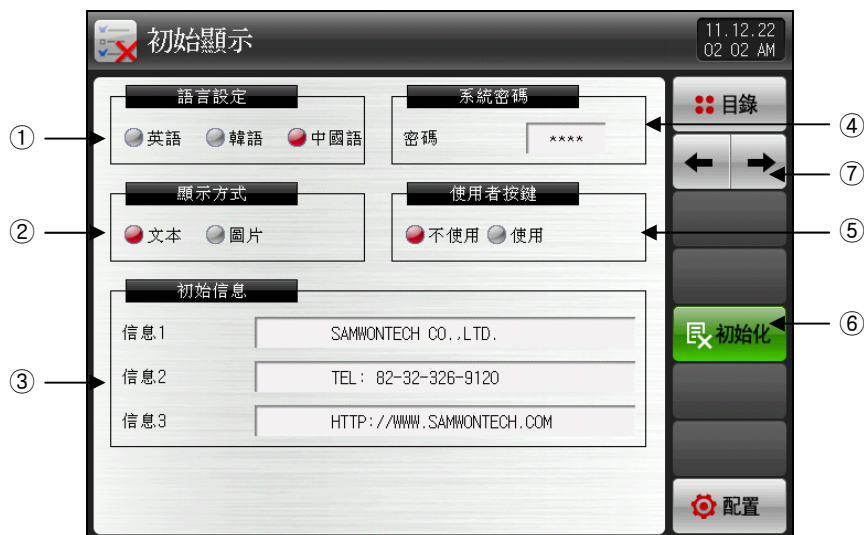 初始顯示
11.12.22
02 02 AM
語言設定
英語 韓語 中國語
系統密碼
密碼 ****
顯示方式
文本 圖片
使用者按鍵
不使用 使用
初始信息
信息1 SAMWONTECH CO.,LTD.
信息2 TEL: 82-32-326-9120
信息3 HTTP://WWW.SAMWONTECH.COM
目錄
初始化
配置
①
②
③
④
⑦
⑤
⑥